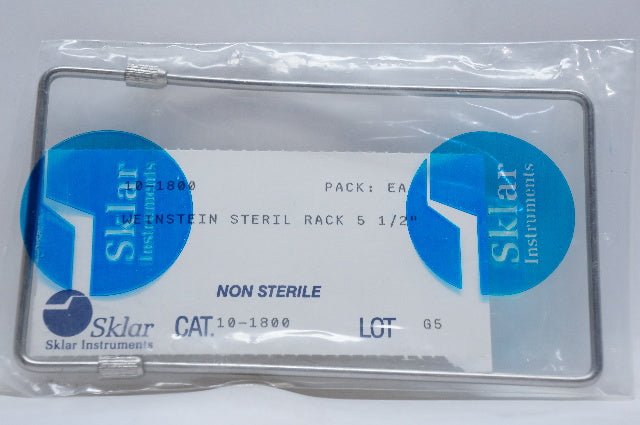 Sklar
Instruments
Sklar
Instruments
10-1800 PACK: EA
WEINSTEIN STERIL RACK 5 1/2"
NON STERILE
Sklar
Sklar Instruments
CAT. 10-1800 LOT G5